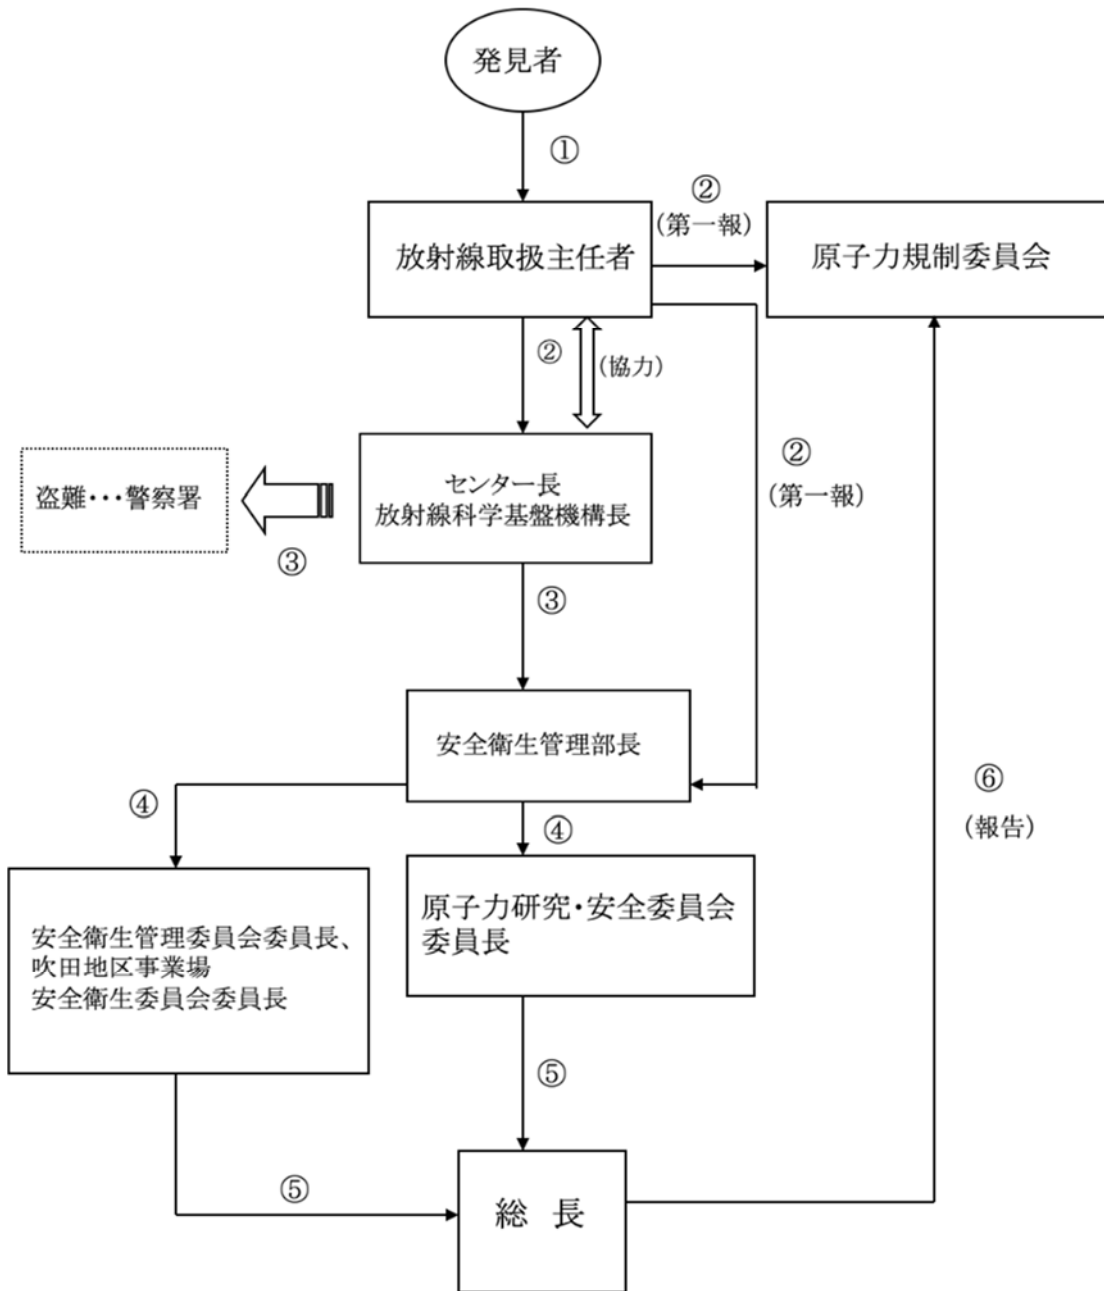 発見者
①
②
(第一報)
放射線取扱主任者
原子力規制委員会
②
(協力)
②
(第一報)
センター長
放射線科学基盤機構長
盗難・・・警察署
③
③
安全衛生管理部長
④
④
⑥
(報告)
安全衛生管理委員会委員長、
吹田地区事業場
安全衛生委員会委員長
原子力研究・安全委員会
委員長
⑤
⑤
総 長